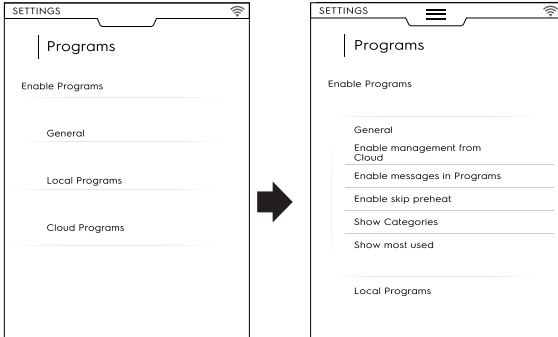 SETTINGS
Programs
Enable Programs
General
Local Programs
Cloud Programs
SETTINGS
Programs
Enable Programs
General
Enable management from
Cloud
Enable messages in Programs
Enable skip preheat
Show Categories
Show most used
Local Programs